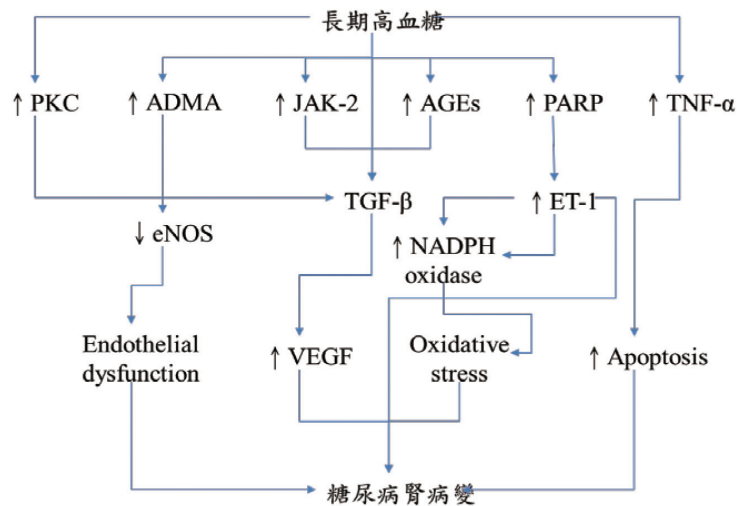 長期高血糖
↑ PKC
↑ ADMA
↑ JAK-2
↑ AGEs
↑ PARP
↑ TNF-α
TGF-β
↑ ET-1
↓ eNOS
↑ NADPH
oxidase
Endothelial
dysfunction
↑ VEGF
Oxidative
stress
↑ Apoptosis
糖尿病腎病變